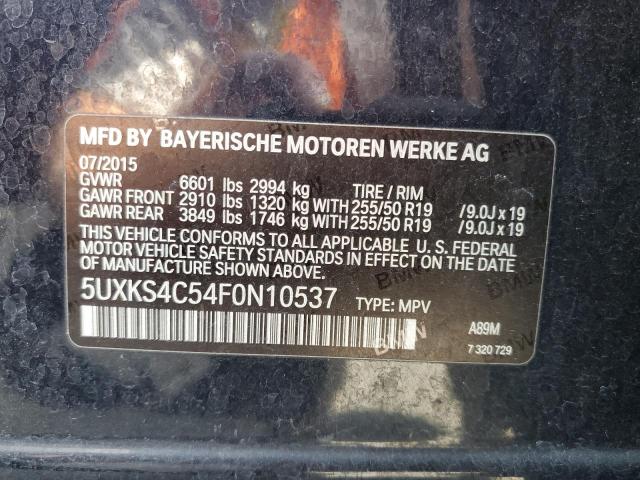 MFD BY BAYERISCHE MOTOREN WERKE AG
07/2015
GVWR 6601 lbs 2994 kg TIRE / RIM
GAWR FRONT 2910 lbs 1320 kg WITH 255/50 R19 /9.0J x 19
GAWR REAR 3849 lbs 1746 kg WITH 255/50 R19 /9.0J x 19
THIS VEHICLE CONFORMS TO ALL APPLICABLE U. S. FEDERAL
MOTOR VEHICLE SAFETY STANDARDS IN EFFECT ON THE DATE
OF MANUFACTURE SHOWN ABOVE.
5UXKS4C54F0N10537 TYPE: MPV
A89M
7 320 729